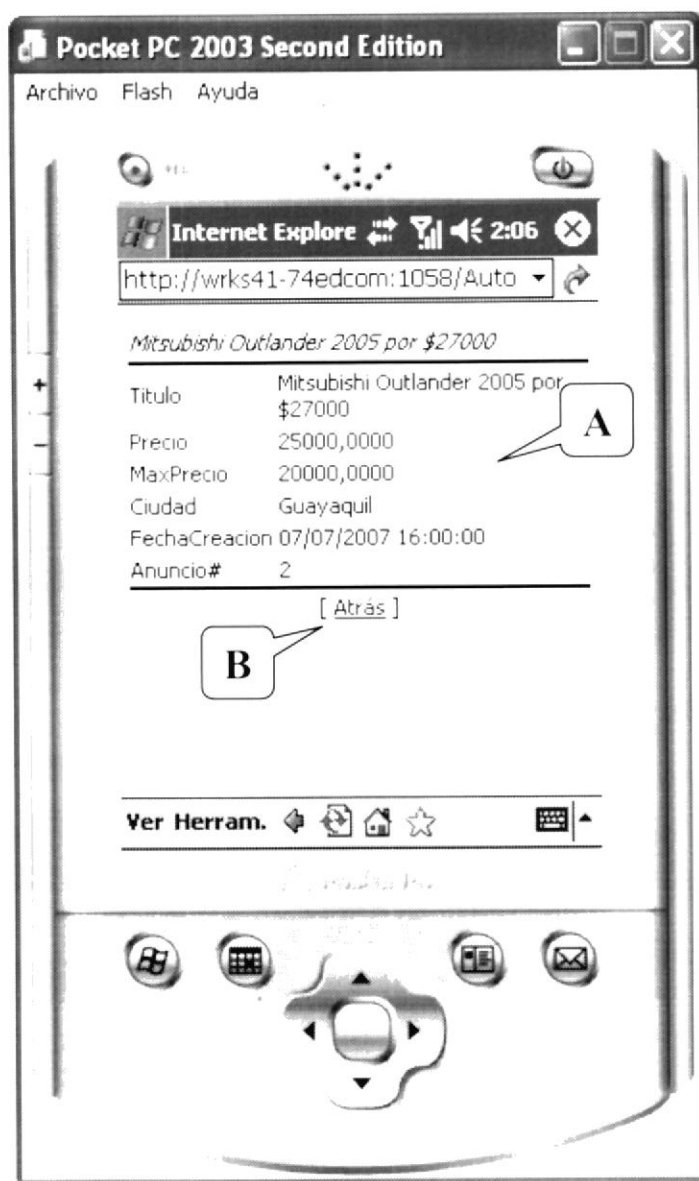 Pocket PC 2003 Second Edition
Archivo Flash Ayuda
Internet Explore 2:06
http://wrks41-74edcom:1058/Auto
Mitsubishi Outlander 2005 por $27000
Titulo Mitsubishi Outlander 2005 por
$27000
A
Precio 25000,0000
MaxPrecio 20000,0000
Ciudad Guayaquil
FechaCreacion 07/07/2007 16:00:00
Anuncio# 2
[ Atrás ]
B
Ver Herram.